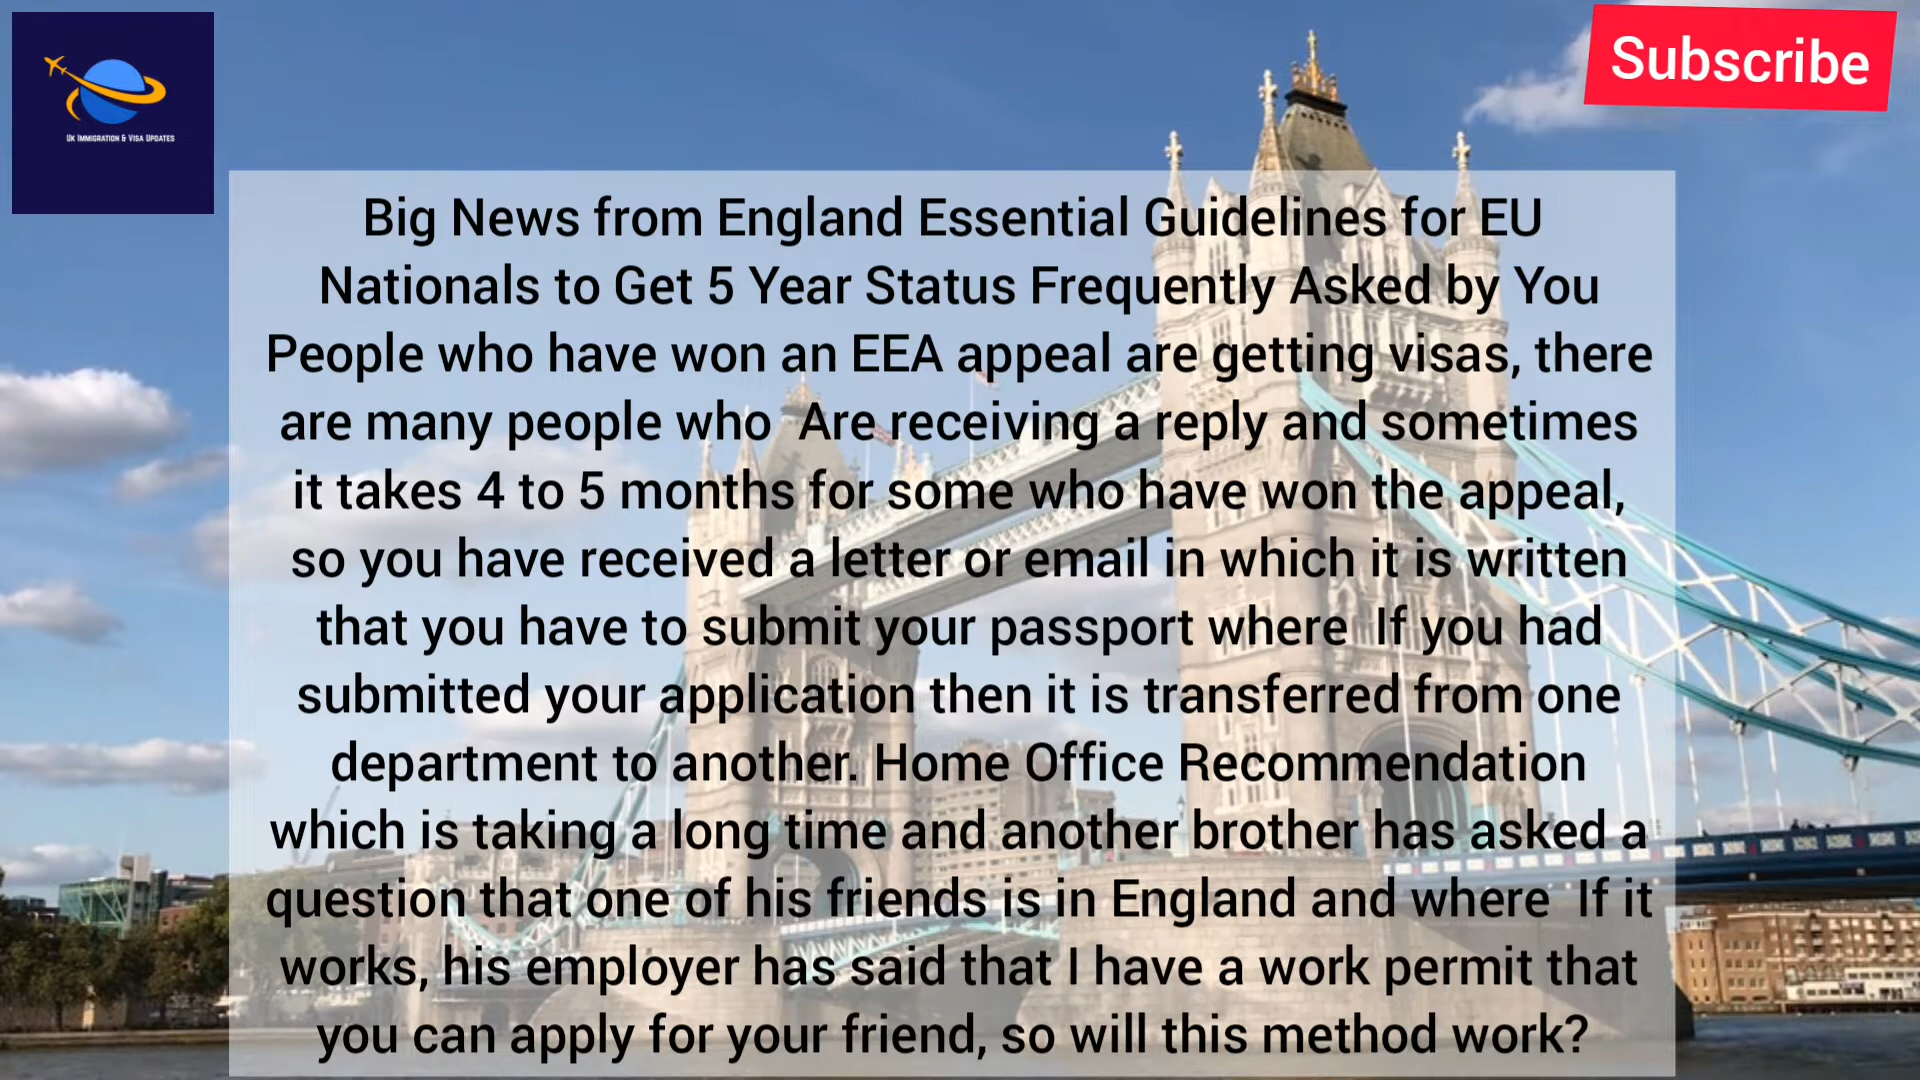 UK Immigration & Visa Updates
Subscribe
Big News from England Essential Guidelines for EU
Nationals to Get 5 Year Status Frequently Asked by You
People who have won an EEA appeal are getting visas, there
are many people who  Are receiving a reply and sometimes
it takes 4 to 5 months for some who have won the appeal,
so you have received a letter or email in which it is written
that you have to submit your passport where  If you had
submitted your application then it is transferred from one
department to another. Home Office Recommendation
which is taking a long time and another brother has asked a
question that one of his friends is in England and where  If it
works, his employer has said that I have a work permit that
you can apply for your friend, so will this method work?